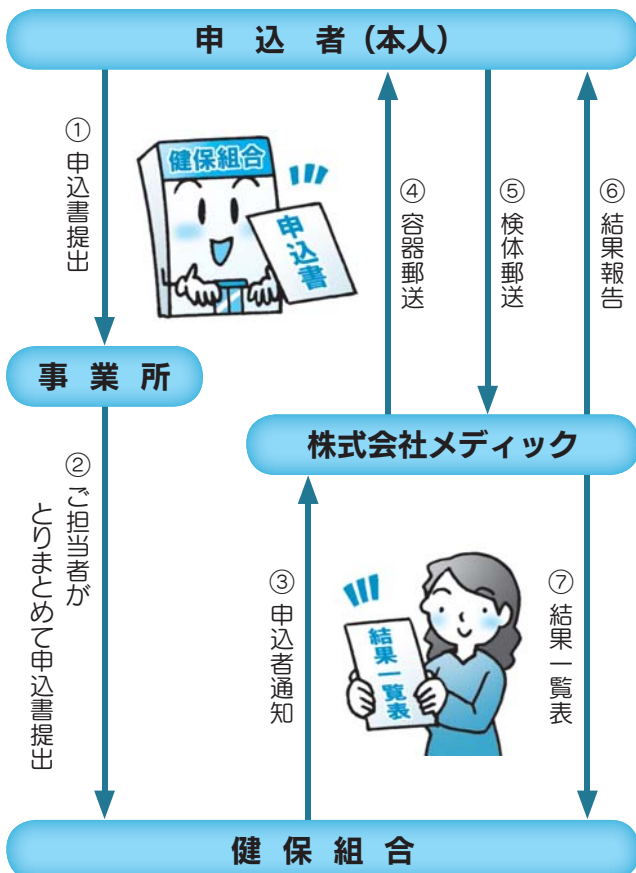 申込者(本人)
① 申込書提出
健保組合
申込書
④ 容器郵送
⑤ 検体郵送
⑥ 結果報告
事業所
株式会社メディック
② ご担当者が
とりまとめて申込書提出
③ 申込者通知
結果一覧表
⑦ 結果一覧表
健保組合